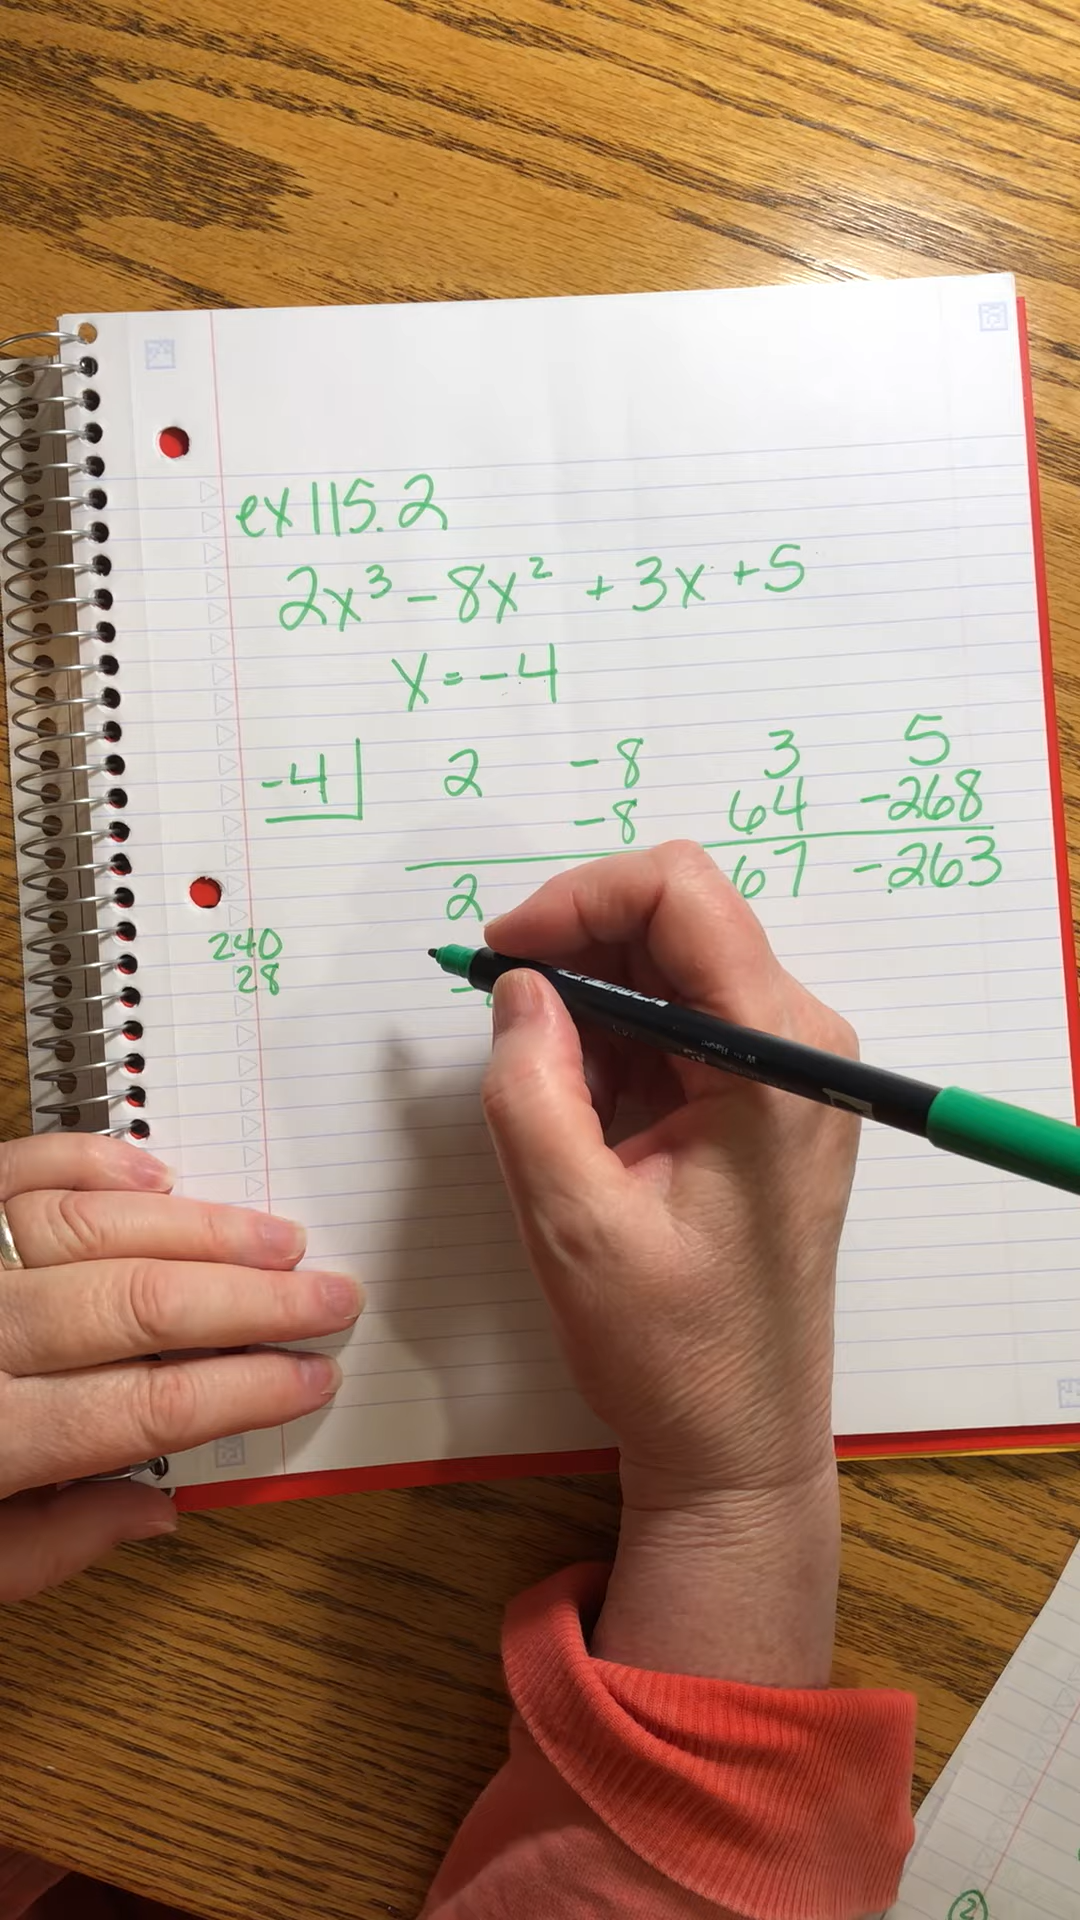 ex 115.2
2x³ - 8x² + 3x + 5
x = -4
-4 2 -8 3 5
-8 64 -268
2 67 -263
240
28
2